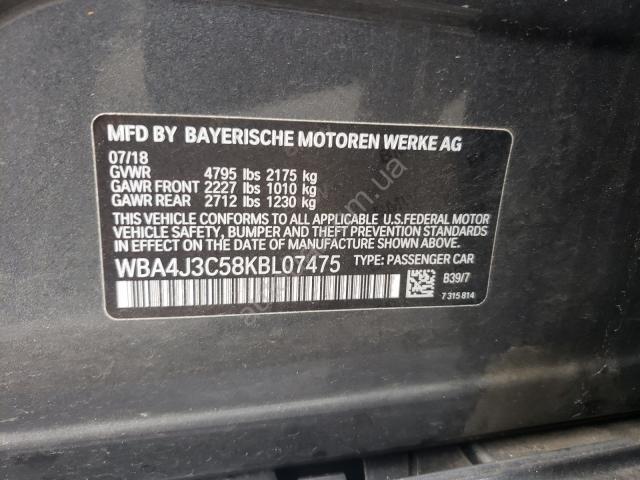 MFD BY BAYERISCHE MOTOREN WERKE AG
07/18
GVWR 4795 lbs 2175 kg
GAWR FRONT 2227 lbs 1010 kg
GAWR REAR 2712 lbs 1230 kg
THIS VEHICLE CONFORMS TO ALL APPLICABLE U.S.FEDERAL MOTOR
VEHICLE SAFETY, BUMPER AND THEFT PREVENTION STANDARDS
IN EFFECT ON THE DATE OF MANUFACTURE SHOWN ABOVE.
WBA4J3C58KBL07475 TYPE: PASSENGER CAR
B39/7
7 315 814